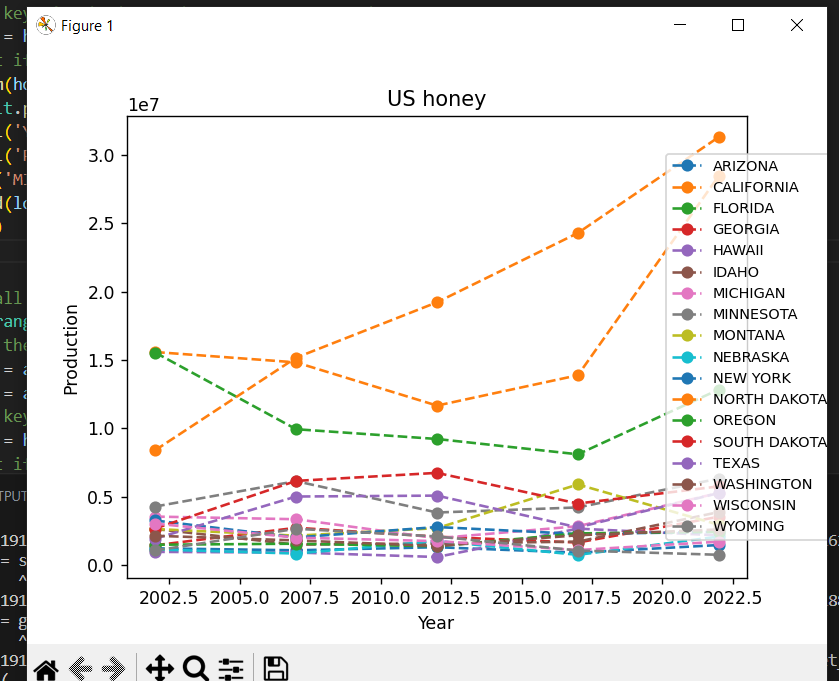 Figure 1
US honey
1e7
3.0
2.5
2.0
1.5
1.0
0.5
0.0
Production
2002.5 2005.0 2007.5 2010.0 2012.5 2015.0 2017.5 2020.0 2022.5
Year
ARIZONA
CALIFORNIA
FLORIDA
GEORGIA
HAWAII
IDAHO
MICHIGAN
MINNESOTA
MONTANA
NEBRASKA
NEW YORK
NORTH DAKOTA
OREGON
SOUTH DAKOTA
TEXAS
WASHINGTON
WISCONSIN
WYOMING